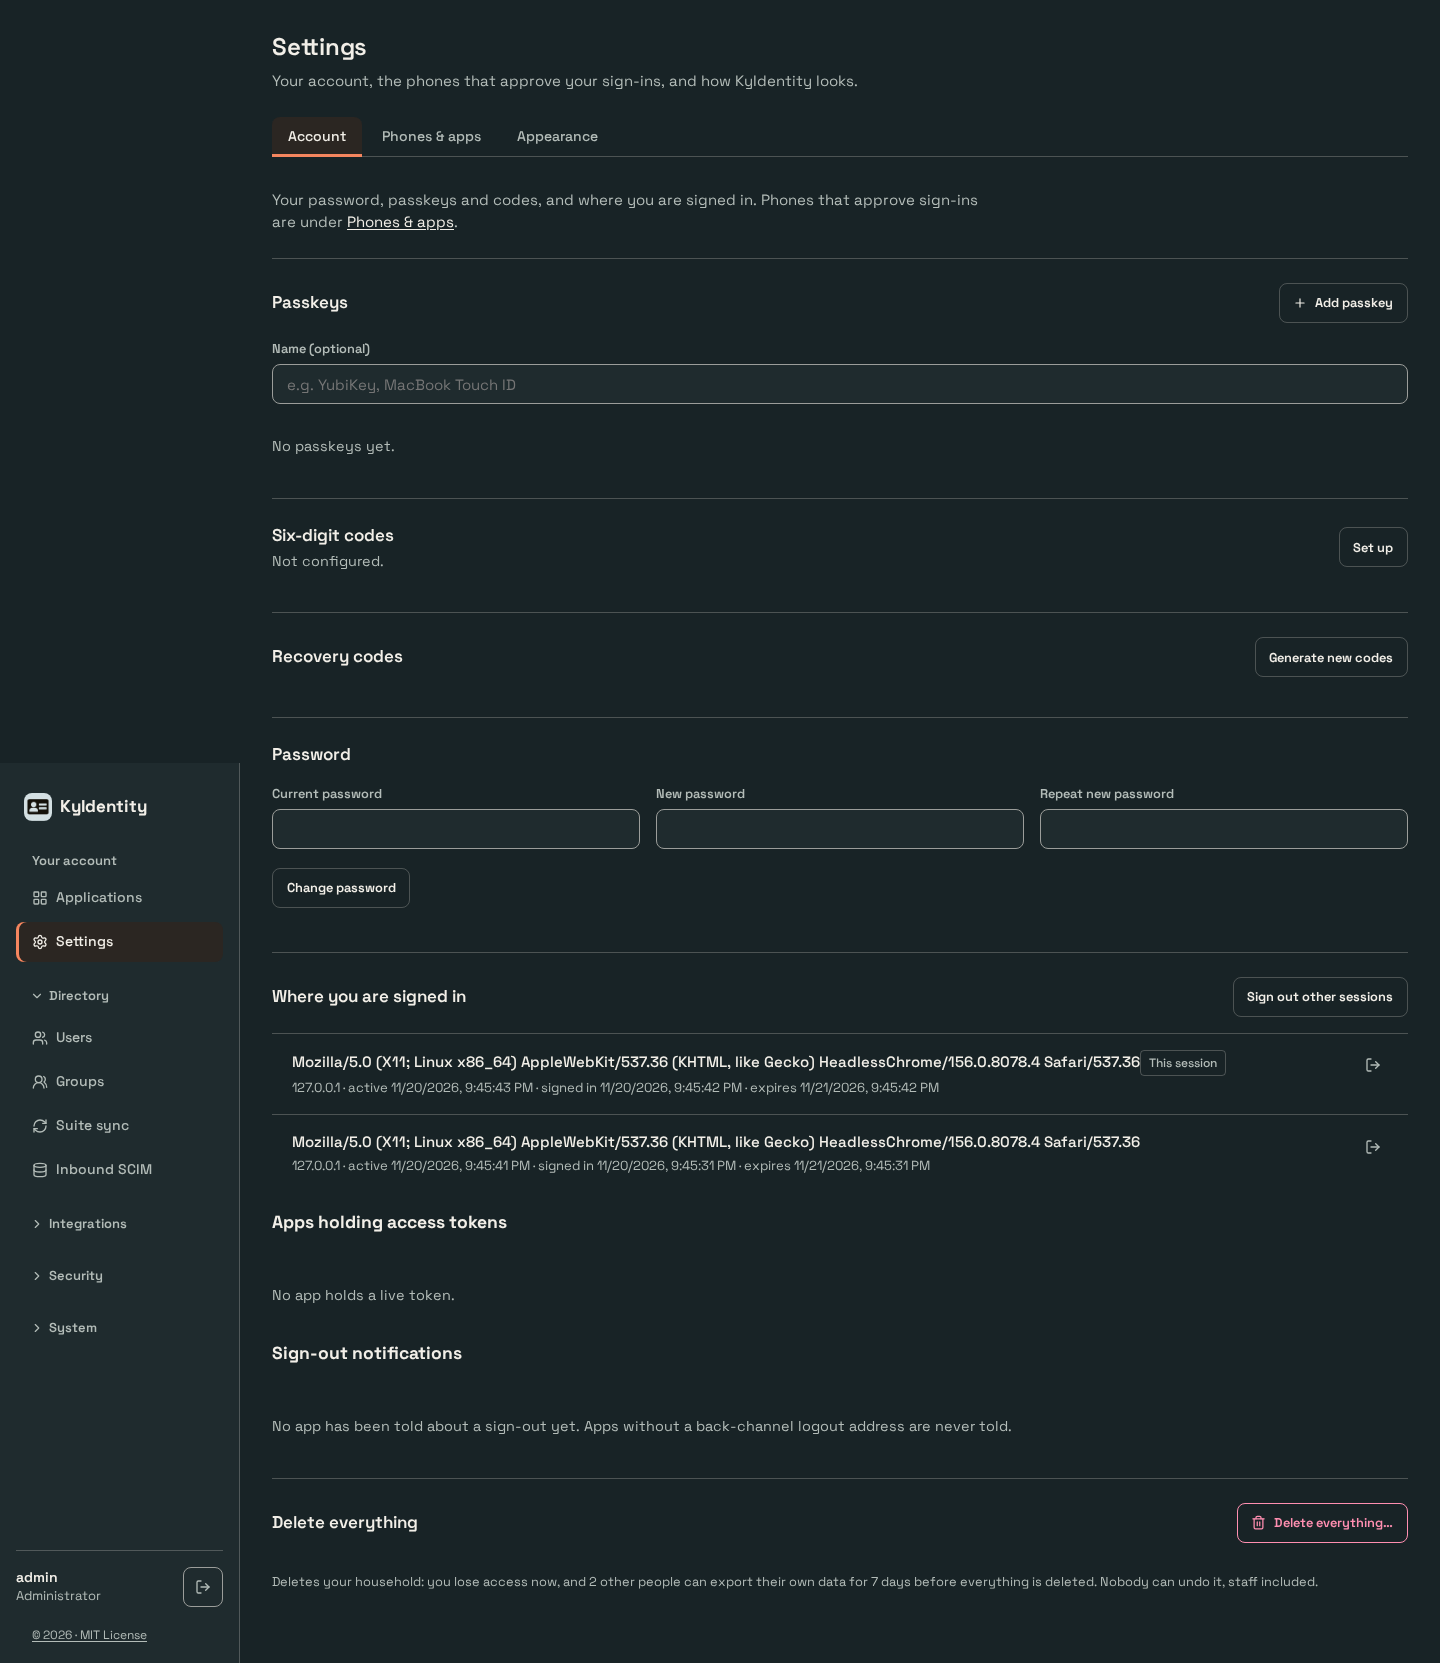 Settings
Your account, the phones that approve your sign-ins, and how KyIdentity looks.
Account
Phones & apps
Appearance
Your password, passkeys and codes, and where you are signed in. Phones that approve sign-ins
are under Phones & apps.
Passkeys
Add passkey
Name (optional)
e.g. YubiKey, MacBook Touch ID
No passkeys yet.
Six-digit codes
Not configured.
Set up
Recovery codes
Generate new codes
Password
Current password
New password
Repeat new password
Change password
Where you are signed in
Sign out other sessions
Mozilla/5.0 (X11; Linux x86_64) AppleWebKit/537.36 (KHTML, like Gecko) HeadlessChrome/156.0.8078.4 Safari/537.36
This session
127.0.0.1 · active 11/20/2026, 9:45:43 PM · signed in 11/20/2026, 9:45:42 PM · expires 11/21/2026, 9:45:42 PM
Mozilla/5.0 (X11; Linux x86_64) AppleWebKit/537.36 (KHTML, like Gecko) HeadlessChrome/156.0.8078.4 Safari/537.36
127.0.0.1 · active 11/20/2026, 9:45:41 PM · signed in 11/20/2026, 9:45:31 PM · expires 11/21/2026, 9:45:31 PM
Apps holding access tokens
No app holds a live token.
Sign-out notifications
No app has been told about a sign-out yet. Apps without a back-channel logout address are never told.
Delete everything
Delete everything...
Deletes your household: you lose access now, and 2 other people can export their own data for 7 days before everything is deleted. Nobody can undo it, staff included.
KyIdentity
Your account
Applications
Settings
Directory
Users
Groups
Suite sync
Inbound SCIM
Integrations
Security
System
admin
Administrator
© 2026 · MIT License